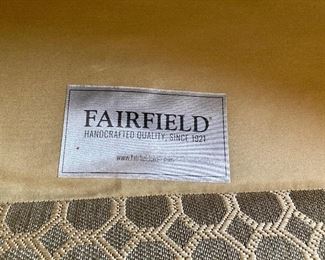 FAIRFIELD®
HANDCRAFTED QUALITY, SINCE 1921